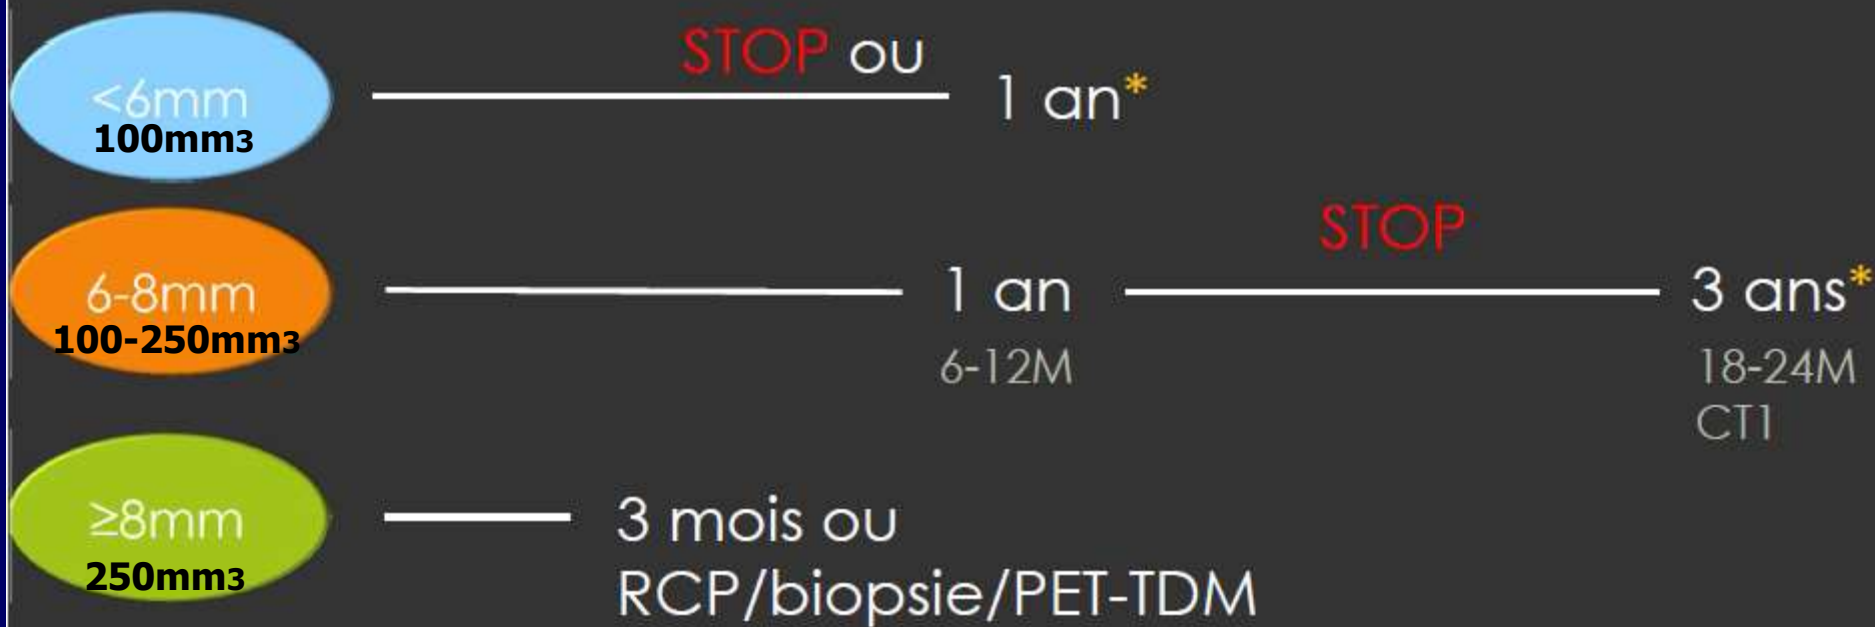 STOP ou
<6mm
1 an*
100mm3
STOP
6-8mm
1 an
3 ans*
100-250mm3
6-12M
18-24M
CT1
≥8mm
3 mois ou
250mm3
RCP/biopsie/PET-TDM